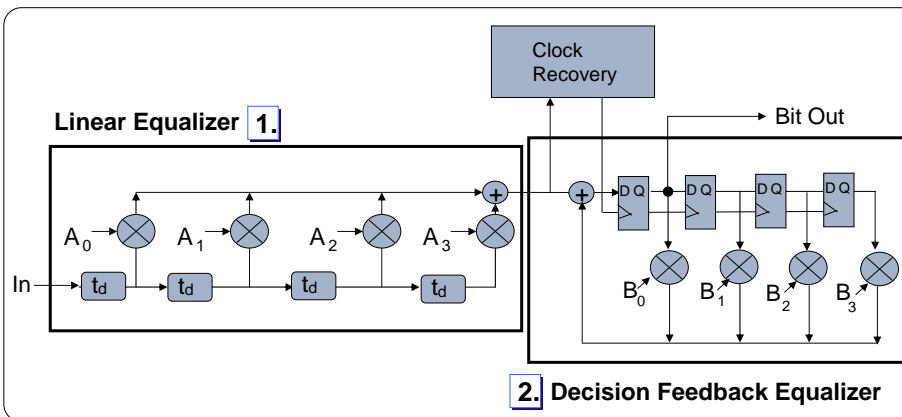 Clock
Recovery
Linear Equalizer 1.
Bit Out
D Q D Q D Q D Q
A0 A1 A2 A3
In td td td td
B0 B1 B2 B3
2. Decision Feedback Equalizer